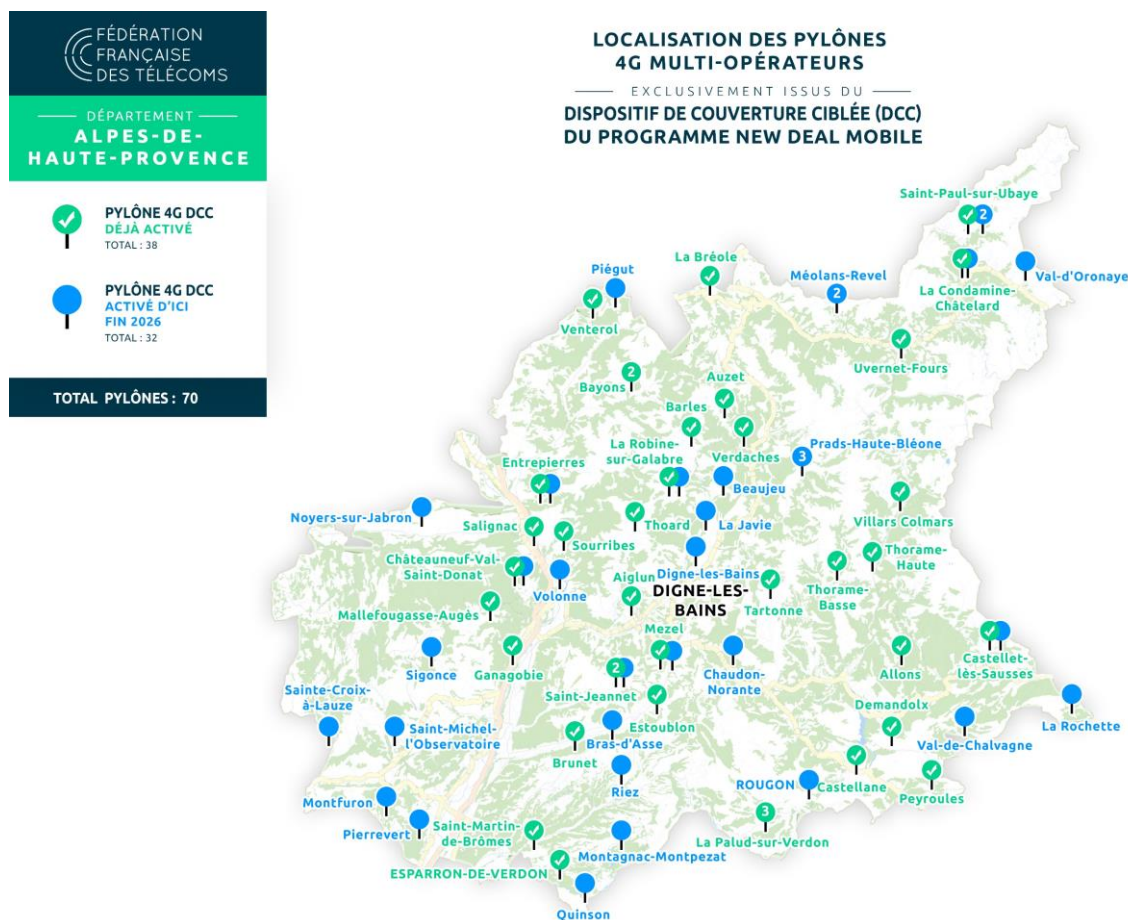 FÉDÉRATION
FRANÇAISE
DES TÉLÉCOMS
DÉPARTEMENT
ALPES-DE-
HAUTE-PROVENCE
PYLÔNE 4G DCC
DÉJÀ ACTIVÉ
TOTAL : 38
PYLÔNE 4G DCC
ACTIVÉ D'ICI
FIN 2026
TOTAL : 32
TOTAL PYLÔNES : 70
LOCALISATION DES PYLÔNES
4G MULTI-OPÉRATEURS
EXCLUSIVEMENT ISSUS DU
DISPOSITIF DE COUVERTURE CIBLÉE (DCC)
DU PROGRAMME NEW DEAL MOBILE
Saint-Paul-sur-Ubaye
2
La Bréole
Piégut
Méolans-Revel
2
Val-d'Oronaye
La Condamine-
Châtelard
Venterol
Uvernet-Fours
2
Bayons
Auzet
Barles
La Robine-
sur-Galabre
Verdaches
Prads-Haute-Bléone
3
Entrepierres
Beaujeu
Noyers-sur-Jabron
Villars Colmars
Salignac
Thoard
La Javie
Sourribes
Châteauneuf-Val-
Saint-Donat
Thorame-
Haute
Digne-les-Bains
Aiglun
Volonne
DIGNE-LES-
BAINS
Tartonne
Thorame-
Basse
Mallefougasse-Augès
Mezel
Sigonce
Ganagobie
Chaudon-
Norante
Allons
Castellet-
lès-Sausses
2
Saint-Jeannet
Sainte-Croix-
à-Lauze
Estoublon
Demandolx
La Rochette
Saint-Michel-
l'Observatoire
Bras-d'Asse
Val-de-Chalvagne
Brunet
Riez
ROUGON
Castellane
Peyroules
Montfuron
3
Pierrevert
Saint-Martin-
de-Brômes
La Palud-sur-Verdon
Montagnac-Montpezat
ESPARRON-DE-VERDON
Quinson